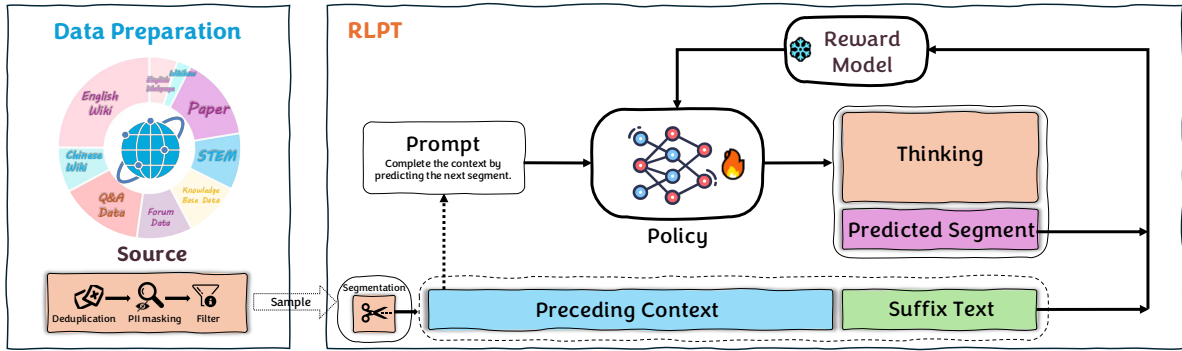 Data Preparation
English
Wiki
English
Webpage
Paper
STEM
Knowledge
Base Data
Forum
Data
Q&A
Data
Chinese
Wiki
Source
Deduplication
PII masking
Filter
Sample
RLPT
Reward
Model
Prompt
Complete the context by
predicting the next segment.
Policy
Thinking
Predicted Segment
Segmentation
Preceding Context
Suffix Text